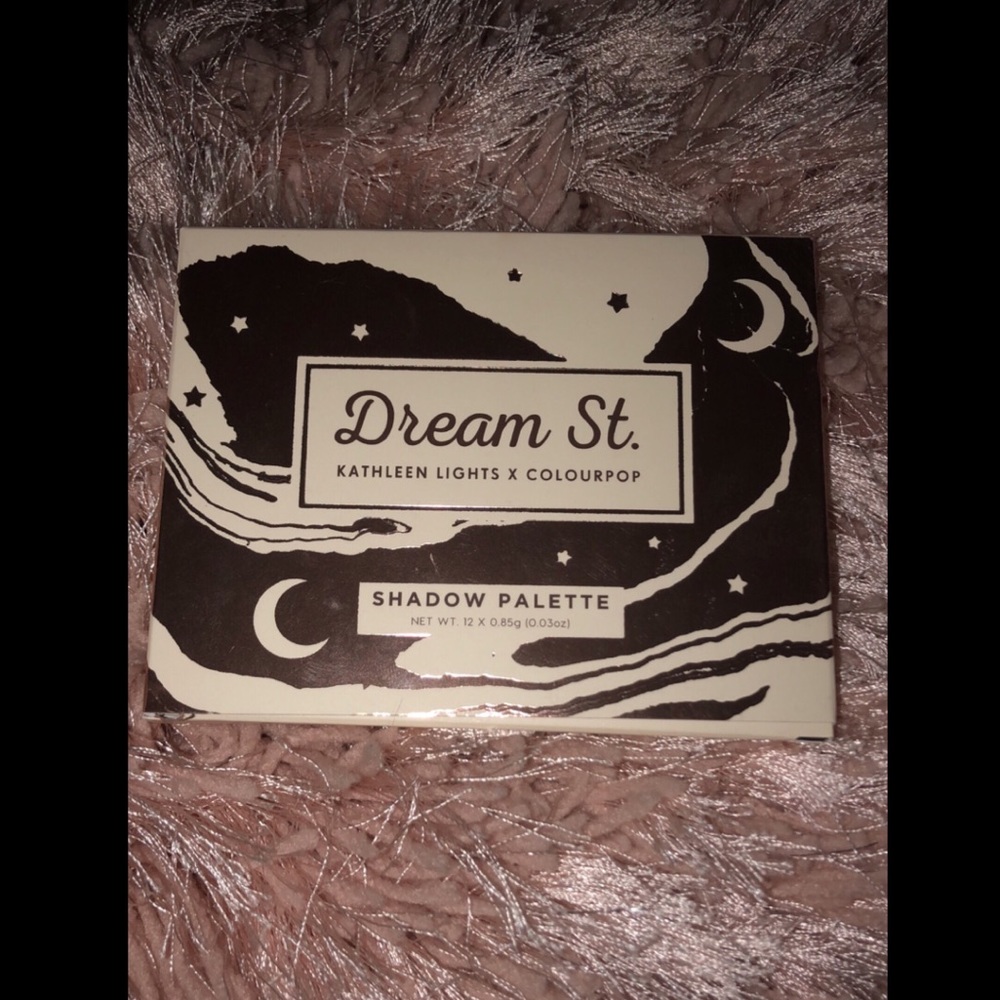 Dream St.
KATHLEEN LIGHTS X COLOURPOP
SHADOW PALETTE
NET WT. 12 X 0.85g (0.03oz)